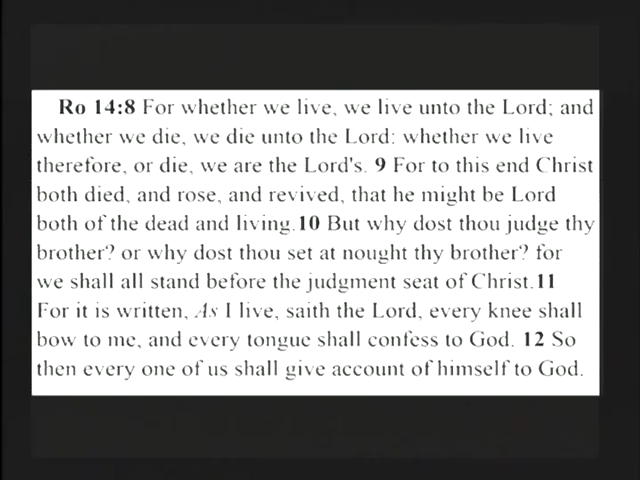 Ro 14:8 For whether we live, we live unto the Lord; and
whether we die, we die unto the Lord: whether we live
therefore, or die, we are the Lord's. 9 For to this end Christ
both died, and rose, and revived, that he might be Lord
both of the dead and living.10 But why dost thou judge thy
brother? or why dost thou set at nought thy brother? for
we shall all stand before the judgment seat of Christ.11
For it is written, As I live, saith the Lord, every knee shall
bow to me, and every tongue shall confess to God. 12 So
then every one of us shall give account of himself to God.